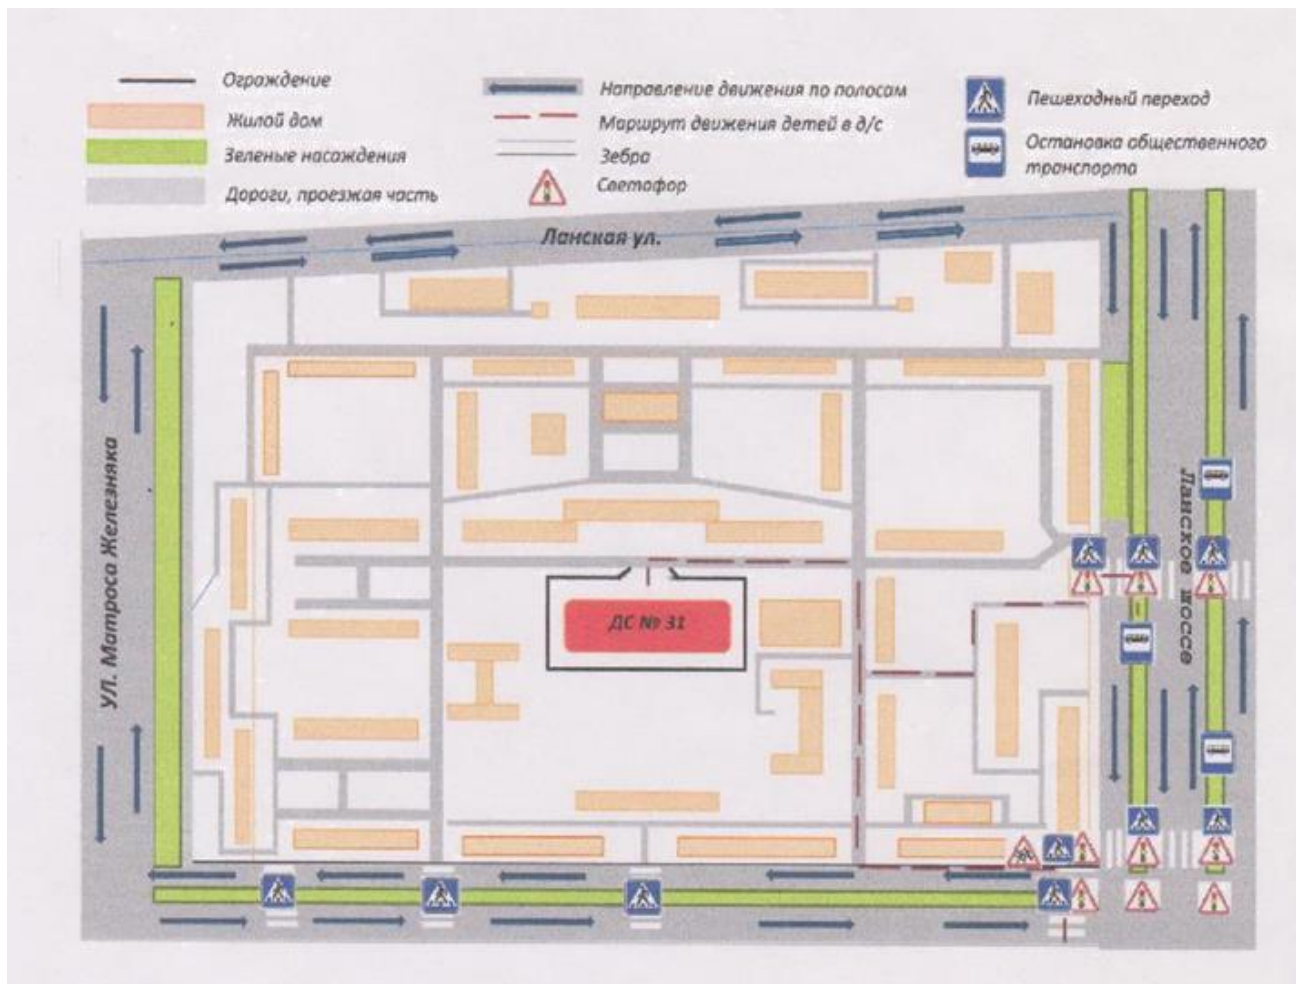 Ограждение
Жилой дом
Зеленые насаждения
Дороги, проезжая часть
Направление движения по полосам
Маршрут движения детей в д/с
Зебра
Светофор
Пешеходный переход
Остановка общественного
транспорта
Ланская ул.
УЛ. Матроса Железняка
Ланское шоссе
ДС № 31